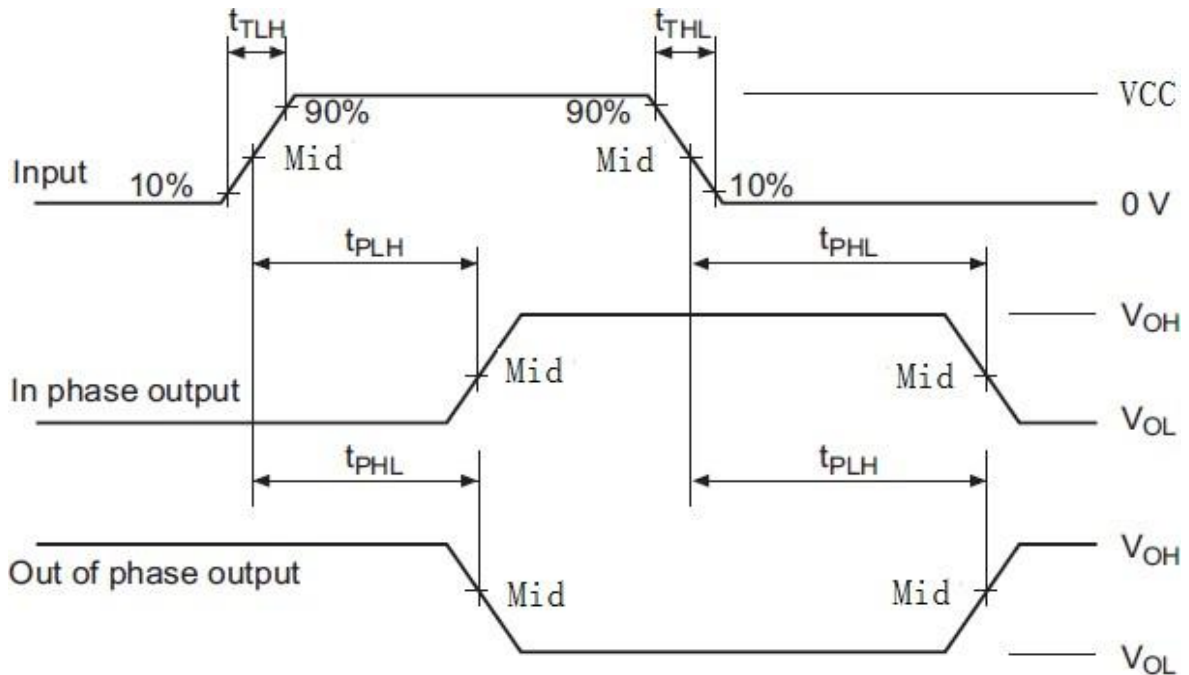 tTLH
tTHL
VCC
90%
90%
Mid
Mid
Input
10%
10%
0 V
tPLH
tPHL
VOH
Mid
Mid
In phase output
VOL
tPHL
tPLH
VOH
Out of phase output
Mid
Mid
VOL